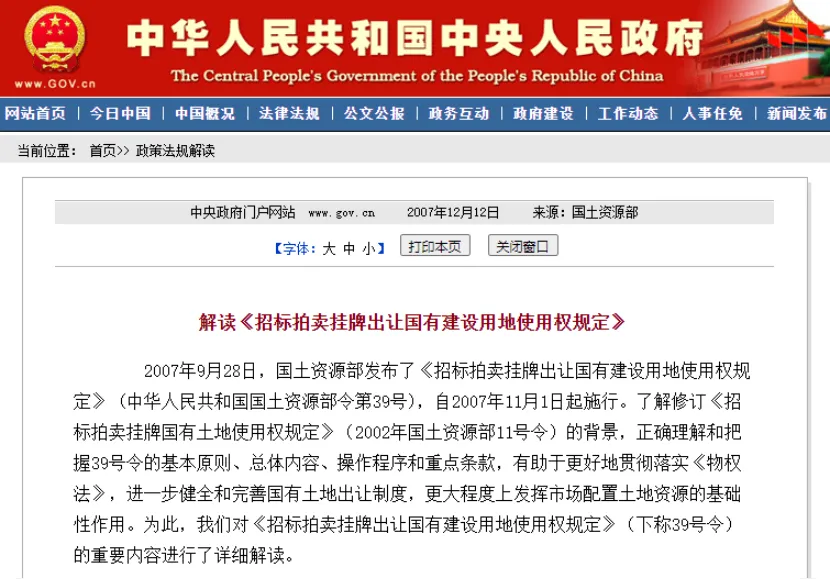 中华人民共和国中央人民政府
www.GOV.cn
The Central People's Government of the People's Republic of China
网站首页 | 今日中国 | 中国概况 | 法律法规 | 公文公报 | 政务互动 | 政府建设 | 工作动态 | 人事任免 | 新闻发布
当前位置： 首页>> 政策法规解读
中央政府门户网站 www.gov.cn 2007年12月12日 来源：国土资源部
【字体：大 中 小】 打印本页 关闭窗口
解读《招标拍卖挂牌出让国有建设用地使用权规定》
2007年9月28日，国土资源部发布了《招标拍卖挂牌出让国有建设用地使用权规
定》（中华人民共和国国土资源部令第39号），自2007年11月1日起施行。了解修订《招
标拍卖挂牌国有土地使用权规定》（2002年国土资源部11号令）的背景，正确理解和把
握39号令的基本原则、总体内容、操作程序和重点条款，有助于更好地贯彻落实《物权
法》，进一步健全和完善国有土地出让制度，更大程度上发挥市场配置土地资源的基础
性作用。为此，我们对《招标拍卖挂牌出让国有建设用地使用权规定》（下称39号令）
的重要内容进行了详细解读。